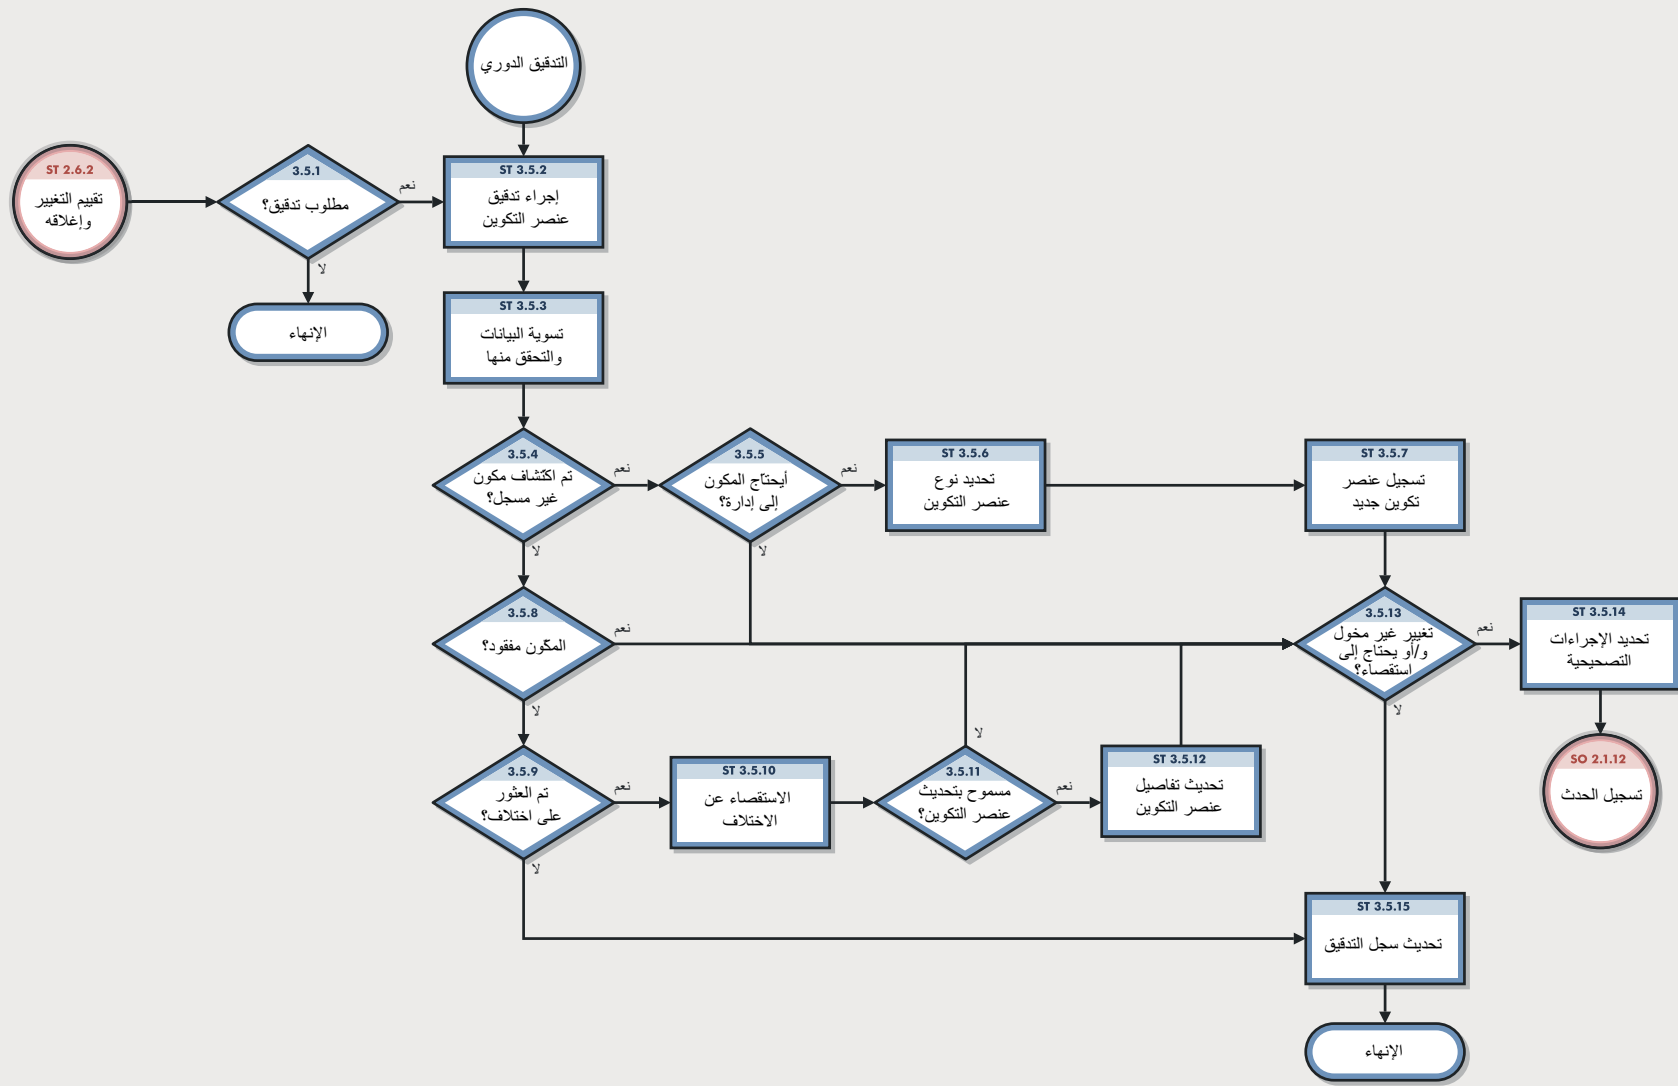 التدقيق الدوري
ST 2.6.2
تقييم التغيير
وإغلاقه
3.5.1
مطلوب تدقيق؟
نعم
لا
الإنهاء
ST 3.5.2
إجراء تدقيق
عنصر التكوين
ST 3.5.3
تسوية البيانات
والتحقق منها
3.5.4
تم اكتشاف مكون
غير مسجل؟
نعم
لا
3.5.5
أيحتاج المكون
إلى إدارة؟
نعم
لا
ST 3.5.6
تحديد نوع
عنصر التكوين
ST 3.5.7
تسجيل عنصر
تكوين جديد
3.5.8
المكون مفقود؟
نعم
لا
3.5.13
تغيير غير مخول
و/أو يحتاج إلى
استقصاء؟
نعم
لا
ST 3.5.14
تحديد الإجراءات
التصحيحية
SO 2.1.12
تسجيل الحدث
3.5.9
تم العثور
على اختلاف؟
نعم
لا
ST 3.5.10
الاستقصاء عن
الاختلاف
3.5.11
مسموح بتحديث
عنصر التكوين؟
نعم
لا
ST 3.5.12
تحديث تفاصيل
عنصر التكوين
ST 3.5.15
تحديث سجل التدقيق
الإنهاء